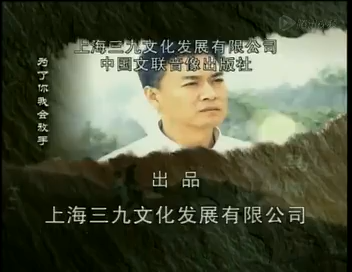 上海三九文化发展有限公司
中国文联音像出版社
为了你我会放手
出品
上海三九文化发展有限公司